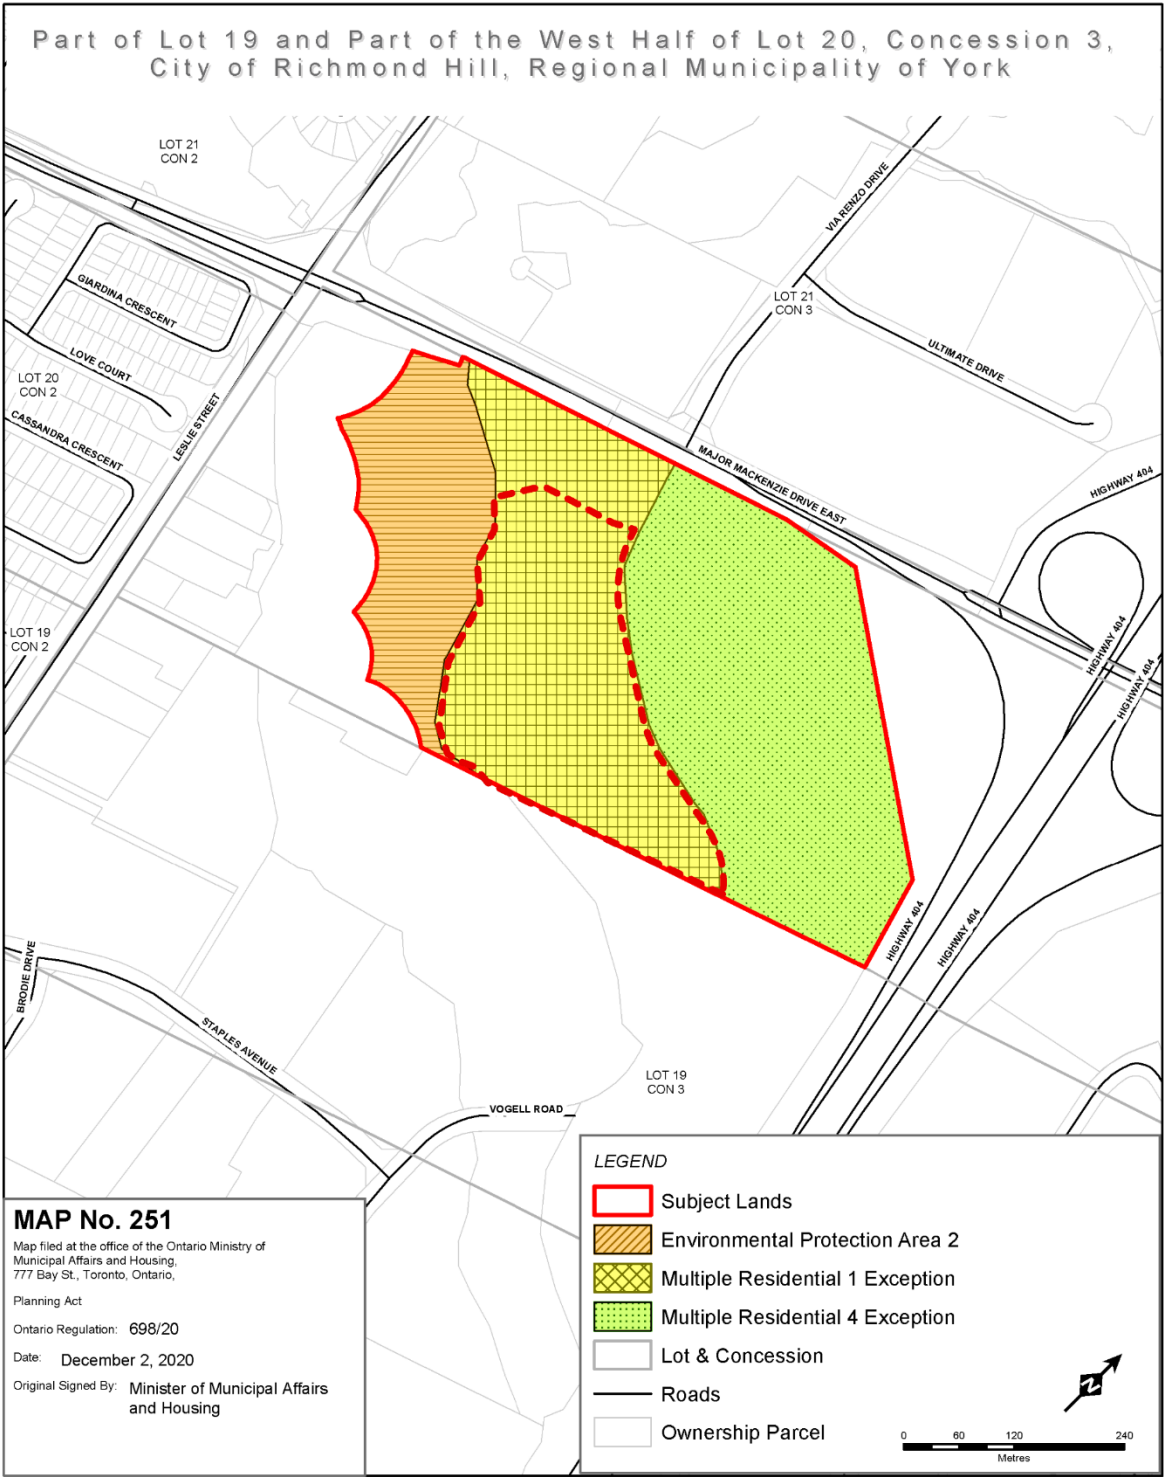 Part of Lot 19 and Part of the West Half of Lot 20, Concession 3,
City of Richmond Hill, Regional Municipality of York
LOT 21
CON 2
VIA RENZO DRIVE
GIARDINA CRESCENT
LOT 21
CON 3
LOVE COURT
ULTIMATE DRIVE
LOT 20
CON 2
CASSANDRA CRESCENT
LESLIE STREET
MAJOR MACKENZIE DRIVE EAST
HIGHWAY 404
LOT 19
CON 2
HIGHWAY 404
HIGHWAY 404
HIGHWAY 404
HIGHWAY 404
BRODIE DRIVE
STAPLES AVENUE
LOT 19
CON 3
VOGELL ROAD
MAP No. 251
Map filed at the office of the Ontario Ministry of
Municipal Affairs and Housing,
777 Bay St., Toronto, Ontario,
Planning Act
Ontario Regulation: 698/20
Date: December 2, 2020
Original Signed By: Minister of Municipal Affairs
and Housing
LEGEND
Subject Lands
Environmental Protection Area 2
Multiple Residential 1 Exception
Multiple Residential 4 Exception
Lot & Concession
Roads
Ownership Parcel
N
0 60 120 240
Metres